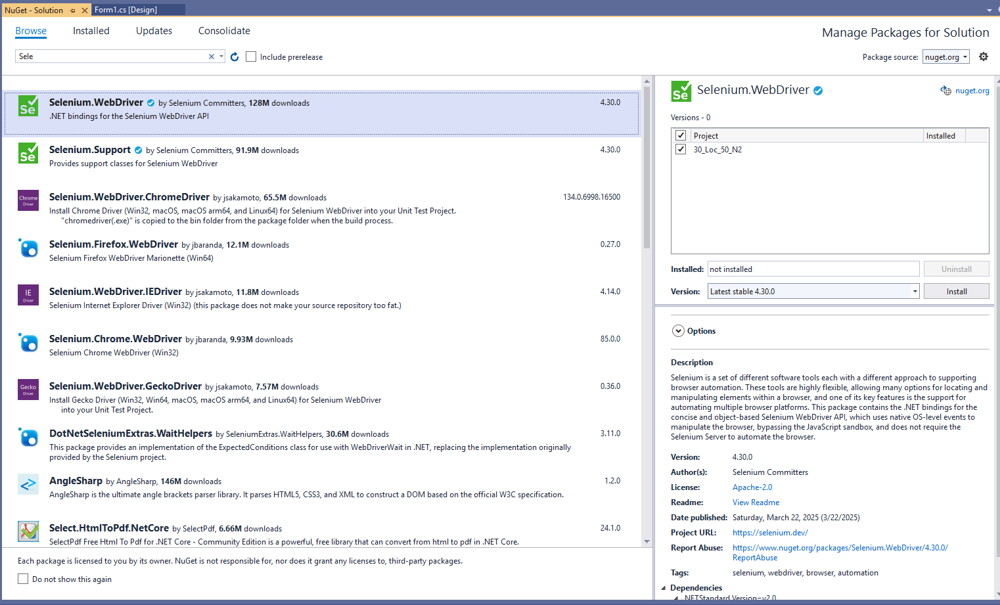 NuGet - Solution
Form1.cs [Design]
Browse
Installed
Updates
Consolidate
Manage Packages for Solution
Sele
Include prerelease
Package source: nuget.org
Se
Selenium.WebDriver by Selenium Committers, 128M downloads 4.30.0
.NET bindings for the Selenium WebDriver API
Se
Selenium.Support by Selenium Committers, 91.9M downloads 4.30.0
Provides support classes for Selenium WebDriver
Chrome
Driver
Selenium.WebDriver.ChromeDriver by jsakamoto, 65.5M downloads 134.0.6998.16500
Install Chrome Driver (Win32, macOS, macOS arm64, and Linux64) for Selenium WebDriver into your Unit Test Project.
"chromedriver(.exe)" is copied to the bin folder from the package folder when the build process.
Selenium.Firefox.WebDriver by jbaranda, 12.1M downloads 0.27.0
Selenium Firefox WebDriver Marionette (Win64)
IE
Driver
Selenium.WebDriver.IEDriver by jsakamoto, 11.8M downloads 4.14.0
Selenium Internet Explorer Driver (Win32) (this package does not make your source repository too fat.)
Selenium.Chrome.WebDriver by jbaranda, 9.93M downloads 85.0.0
Selenium Chrome WebDriver (Win32)
Gecko
Driver
Selenium.WebDriver.GeckoDriver by jsakamoto, 7.57M downloads 0.36.0
Install Gecko Driver (Win32, Win64, macOS, macOS arm64, and Linux64) for Selenium WebDriver
into your Unit Test Project.
DotNetSeleniumExtras.WaitHelpers by SeleniumExtras.WaitHelpers, 30.6M downloads 3.11.0
This package provides an implementation of the ExpectedConditions class for use with WebDriverWait in .NET, replacing the implementation originally
provided by the Selenium project.
AngleSharp by AngleSharp, 146M downloads 1.2.0
AngleSharp is the ultimate angle brackets parser library. It parses HTML5, CSS3, and XML to construct a DOM based on the official W3C specification.
Select.HtmlToPdf.NetCore by SelectPdf, 6.66M downloads 24.1.0
SelectPdf Free Html To Pdf for .NET Core - Community Edition is a powerful, free library that can convert from html to pdf in .NET Core.
Each package is licensed to you by its owner. NuGet is not responsible for, nor does it grant any licenses to, third-party packages.
Do not show this again
Se
Selenium.WebDriver
nuget.org
Versions - 0
Project Installed
30_Loc_50_N2
Installed: not installed Uninstall
Version: Latest stable 4.30.0 Install
Options
Description
Selenium is a set of different software tools each with a different approach to supporting
browser automation. These tools are highly flexible, allowing many options for locating and
manipulating elements within a browser, and one of its key features is the support for
automating multiple browser platforms. This package contains the .NET bindings for the
concise and object-based Selenium WebDriver API, which uses native OS-level events to
manipulate the browser, bypassing the JavaScript sandbox, and does not require the
Selenium Server to automate the browser.
Version: 4.30.0
Author(s): Selenium Committers
License: Apache-2.0
Readme: View Readme
Date published: Saturday, March 22, 2025 (3/22/2025)
Project URL: https://selenium.dev/
Report Abuse: https://www.nuget.org/packages/Selenium.WebDriver/4.30.0/
ReportAbuse
Tags: selenium, webdriver, browser, automation
Dependencies
.NETStandard,Version=v2.0